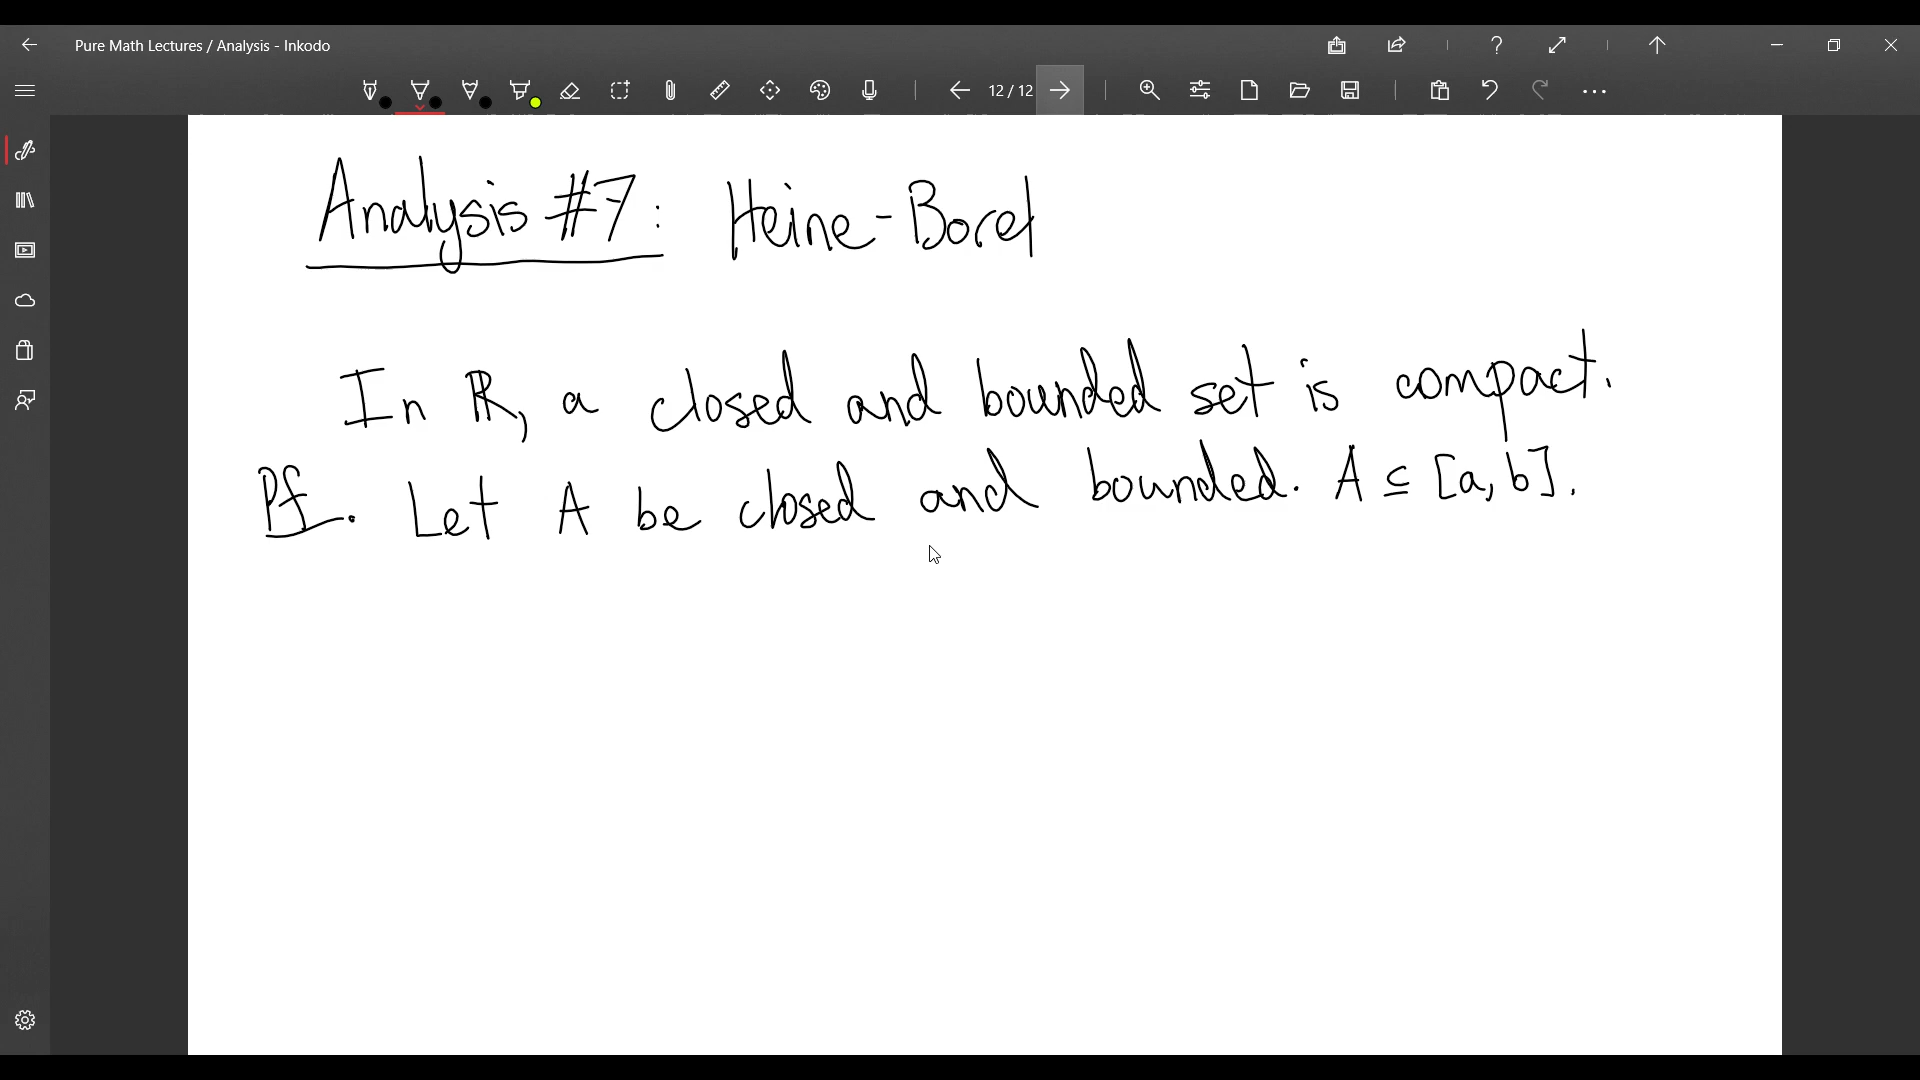 Pure Math Lectures / Analysis - Inkodo
12 / 12
Analysis #7: Heine-Borel
In ℝ, a closed and bounded set is compact.
Pf. Let A be closed and bounded. A ⊆ [a, b].